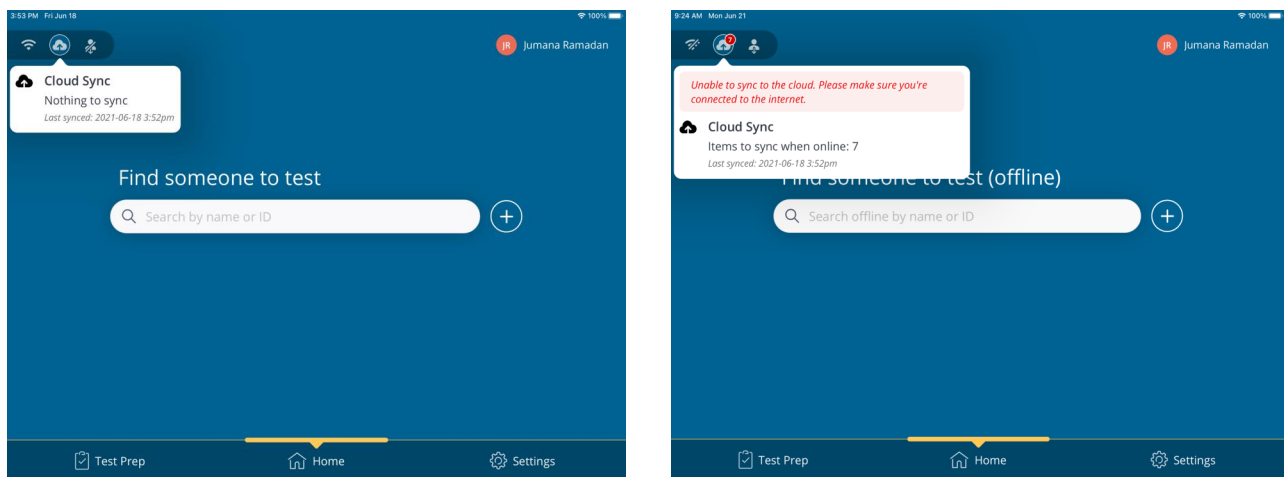 3:53 PM Fri Jun 18
100%
JR Jumana Ramadan
Cloud Sync
Nothing to sync
Last synced: 2021-06-18 3:52pm
Find someone to test
Search by name or ID
Test Prep
Home
Settings
9:24 AM Mon Jun 21
100%
7
JR Jumana Ramadan
Unable to sync to the cloud. Please make sure you're
connected to the internet.
Cloud Sync
Items to sync when online: 7
Last synced: 2021-06-18 3:52pm
Find someone to test (offline)
Search offline by name or ID
Test Prep
Home
Settings